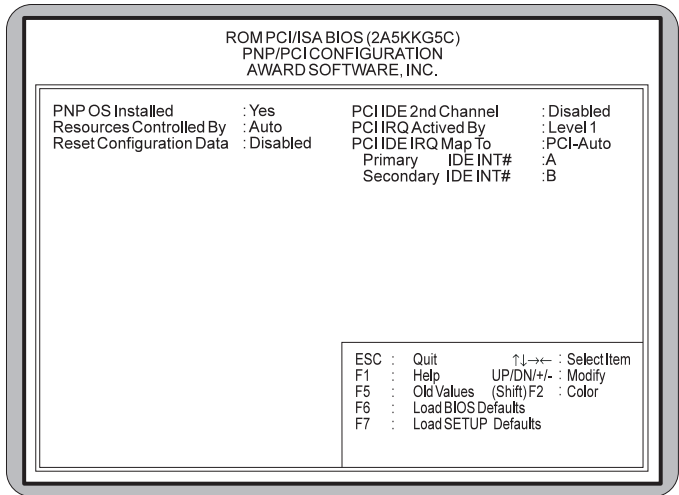 ROM PCI/ISA BIOS (2A5KKG5C)
PNP/PCI CONFIGURATION
AWARD SOFTWARE, INC.
PNP OS Installed : Yes
Resources Controlled By : Auto
Reset Configuration Data : Disabled
PCI IDE 2nd Channel : Disabled
PCI IRQ Actived By : Level 1
PCI IDE IRQ Map To :PCI-Auto
Primary IDE INT# :A
Secondary IDE INT# :B
ESC : Quit ↑↓→← : Select Item
F1 : Help UP/DN/+/- : Modify
F5 : Old Values (Shift) F2 : Color
F6 : Load BIOS Defaults
F7 : Load SETUP Defaults